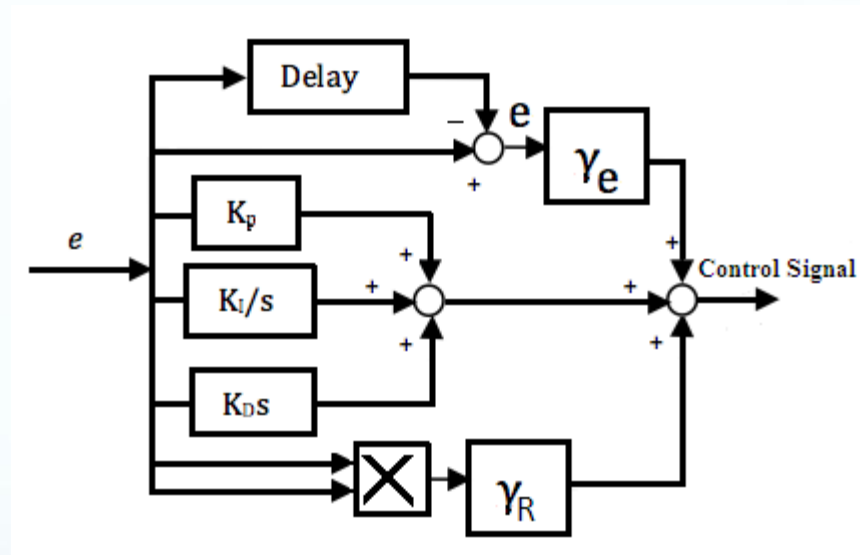 Delay
−
e
γe
+
Kp
e
+
+
Control Signal
KI/s
+
+
+
+
KDs
X
γR